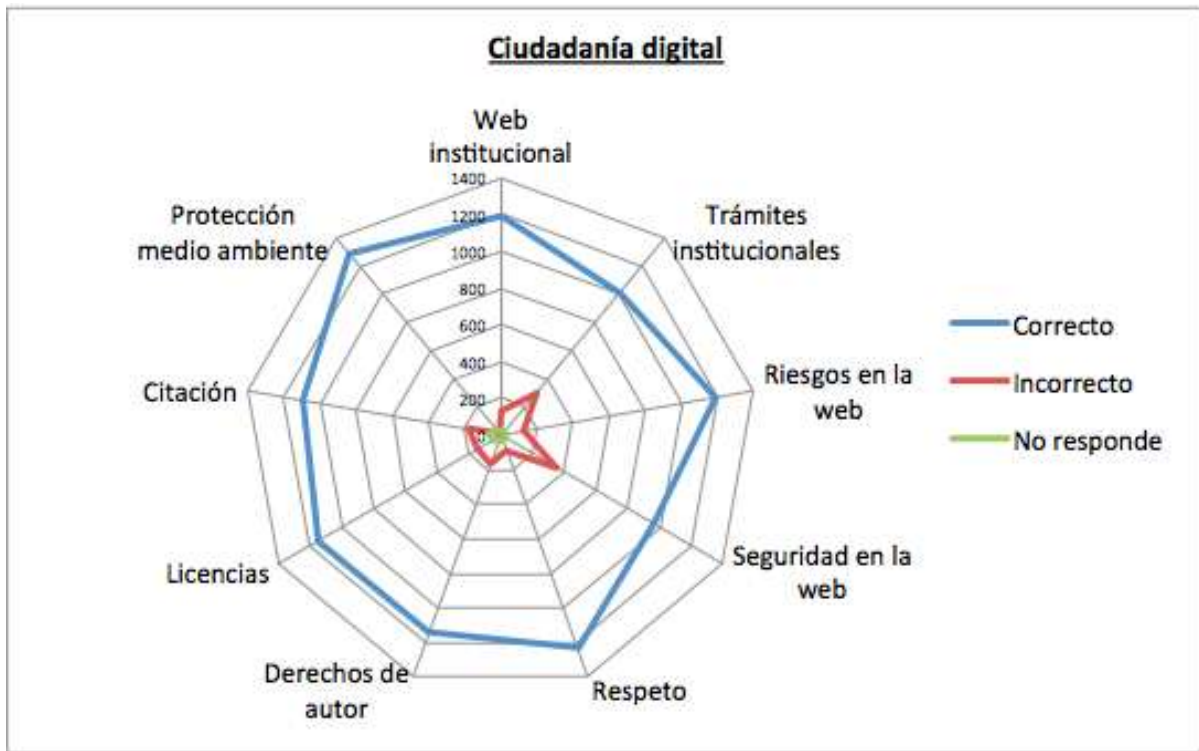 Ciudadanía digital
Web
institucional
Trámites
institucionales
Riesgos en la
web
Seguridad en la
web
Respeto
Derechos de
autor
Licencias
Citación
Protección
medio ambiente
1400
1200
1000
800
600
400
200
0
Correcto
Incorrecto
No responde